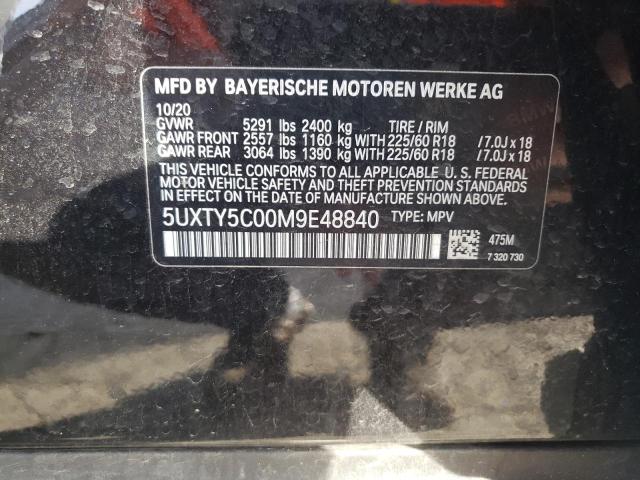 MFD BY BAYERISCHE MOTOREN WERKE AG
10/20
GVWR 5291 lbs 2400 kg TIRE / RIM
GAWR FRONT 2557 lbs 1160 kg WITH 225/60 R18 / 7.0J x 18
GAWR REAR 3064 lbs 1390 kg WITH 225/60 R18 / 7.0J x 18
THIS VEHICLE CONFORMS TO ALL APPLICABLE U. S. FEDERAL
MOTOR VEHICLE SAFETY, BUMPER, AND THEFT PREVENTION
STANDARDS IN EFFECT ON THE DATE OF MANUFACTURE SHOWN ABOVE.
5UXTY5C00M9E48840 TYPE: MPV
475M
7 320 730